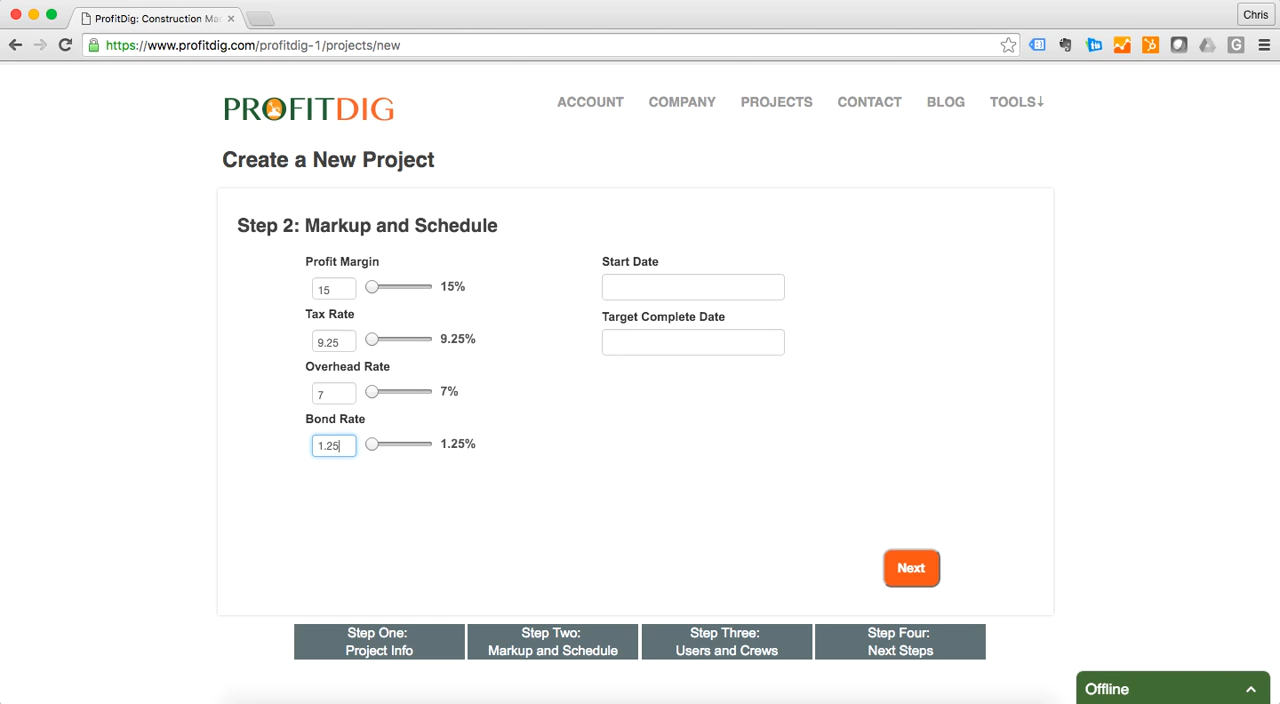 ProfitDig: Construction Ma
Chris
https://www.profitdig.com/profitdig-1/projects/new
PROFITDIG
ACCOUNT COMPANY PROJECTS CONTACT BLOG TOOLS↓
Create a New Project
Step 2: Markup and Schedule
Profit Margin
15 15%
Tax Rate
9.25 9.25%
Overhead Rate
7 7%
Bond Rate
1.25 1.25%
Start Date
Target Complete Date
Next
Step One:
Project Info
Step Two:
Markup and Schedule
Step Three:
Users and Crews
Step Four:
Next Steps
Offline